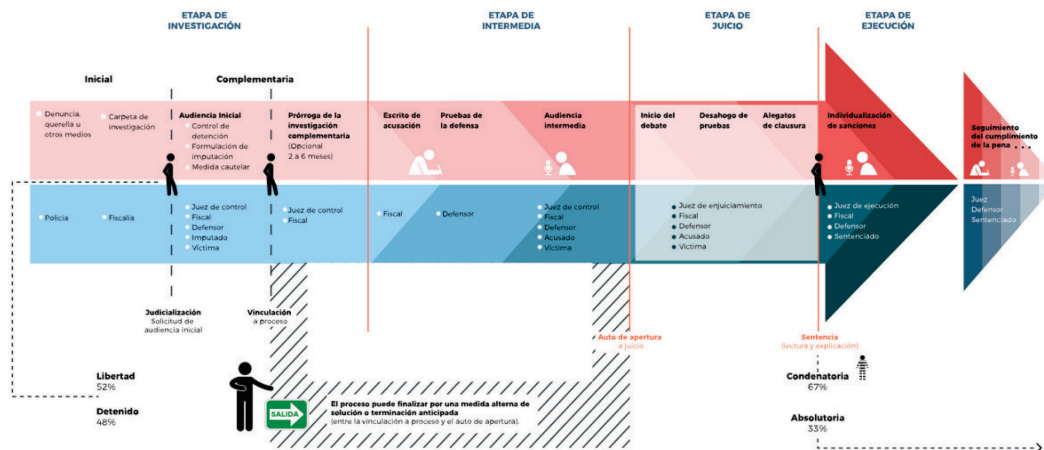 ETAPA DE
INVESTIGACIÓN
ETAPA DE
INTERMEDIA
ETAPA DE
JUICIO
ETAPA DE
EJECUCIÓN
Inicial
Complementaria
Denuncia,
querella u
otros medios
Carpeta de
investigación
Audiencia Inicial
Control de
detención
Formulación de
imputación
Medida cautelar
Prórroga de la
investigación
complementaria
(Opcional
2 a 6 meses)
Escrito de
acusación
Pruebas de
la defensa
Audiencia
intermedia
Inicio del
debate
Desahogo de
pruebas
Alegatos de
clausura
Individualización
de sanciones
Seguimiento
del cumplimiento
de la pena . . .
Policía
Fiscalía
Juez de control
Fiscal
Defensor
Imputado
Víctima
Juez de control
Fiscal
Fiscal
Defensor
Juez de control
Fiscal
Defensor
Acusado
Víctima
Juez de enjuiciamiento
Fiscal
Defensor
Acusado
Víctima
Juez de ejecución
Fiscal
Defensor
Sentenciado
Juez
Defensor
Sentenciado
Judicialización
Solicitud de
audiencia inicial
Vinculación
a proceso
Auto de apertura
a juicio
Sentencia
(lectura y explicación)
Libertad
52%
Detenido
48%
SALIDA
El proceso puede finalizar por una medida alterna de
solución o terminación anticipada
(entre la vinculación a proceso y el auto de apertura).
Condenatoria
67%
Absolutoria
33%